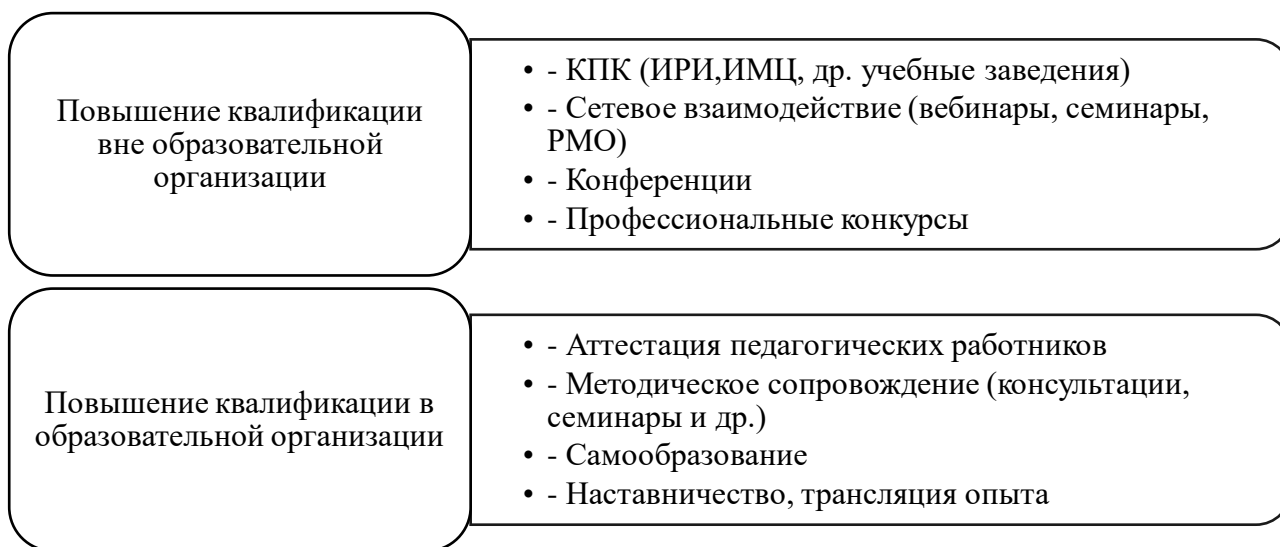 Повышение квалификации
вне образовательной
организации
• - КПК (ИРИ,ИМЦ, др. учебные заведения)
• - Сетевое взаимодействие (вебинары, семинары,
РМО)
• - Конференции
• - Профессиональные конкурсы
Повышение квалификации в
образовательной организации
• - Аттестация педагогических работников
• - Методическое сопровождение (консультации,
семинары и др.)
• - Самообразование
• - Наставничество, трансляция опыта